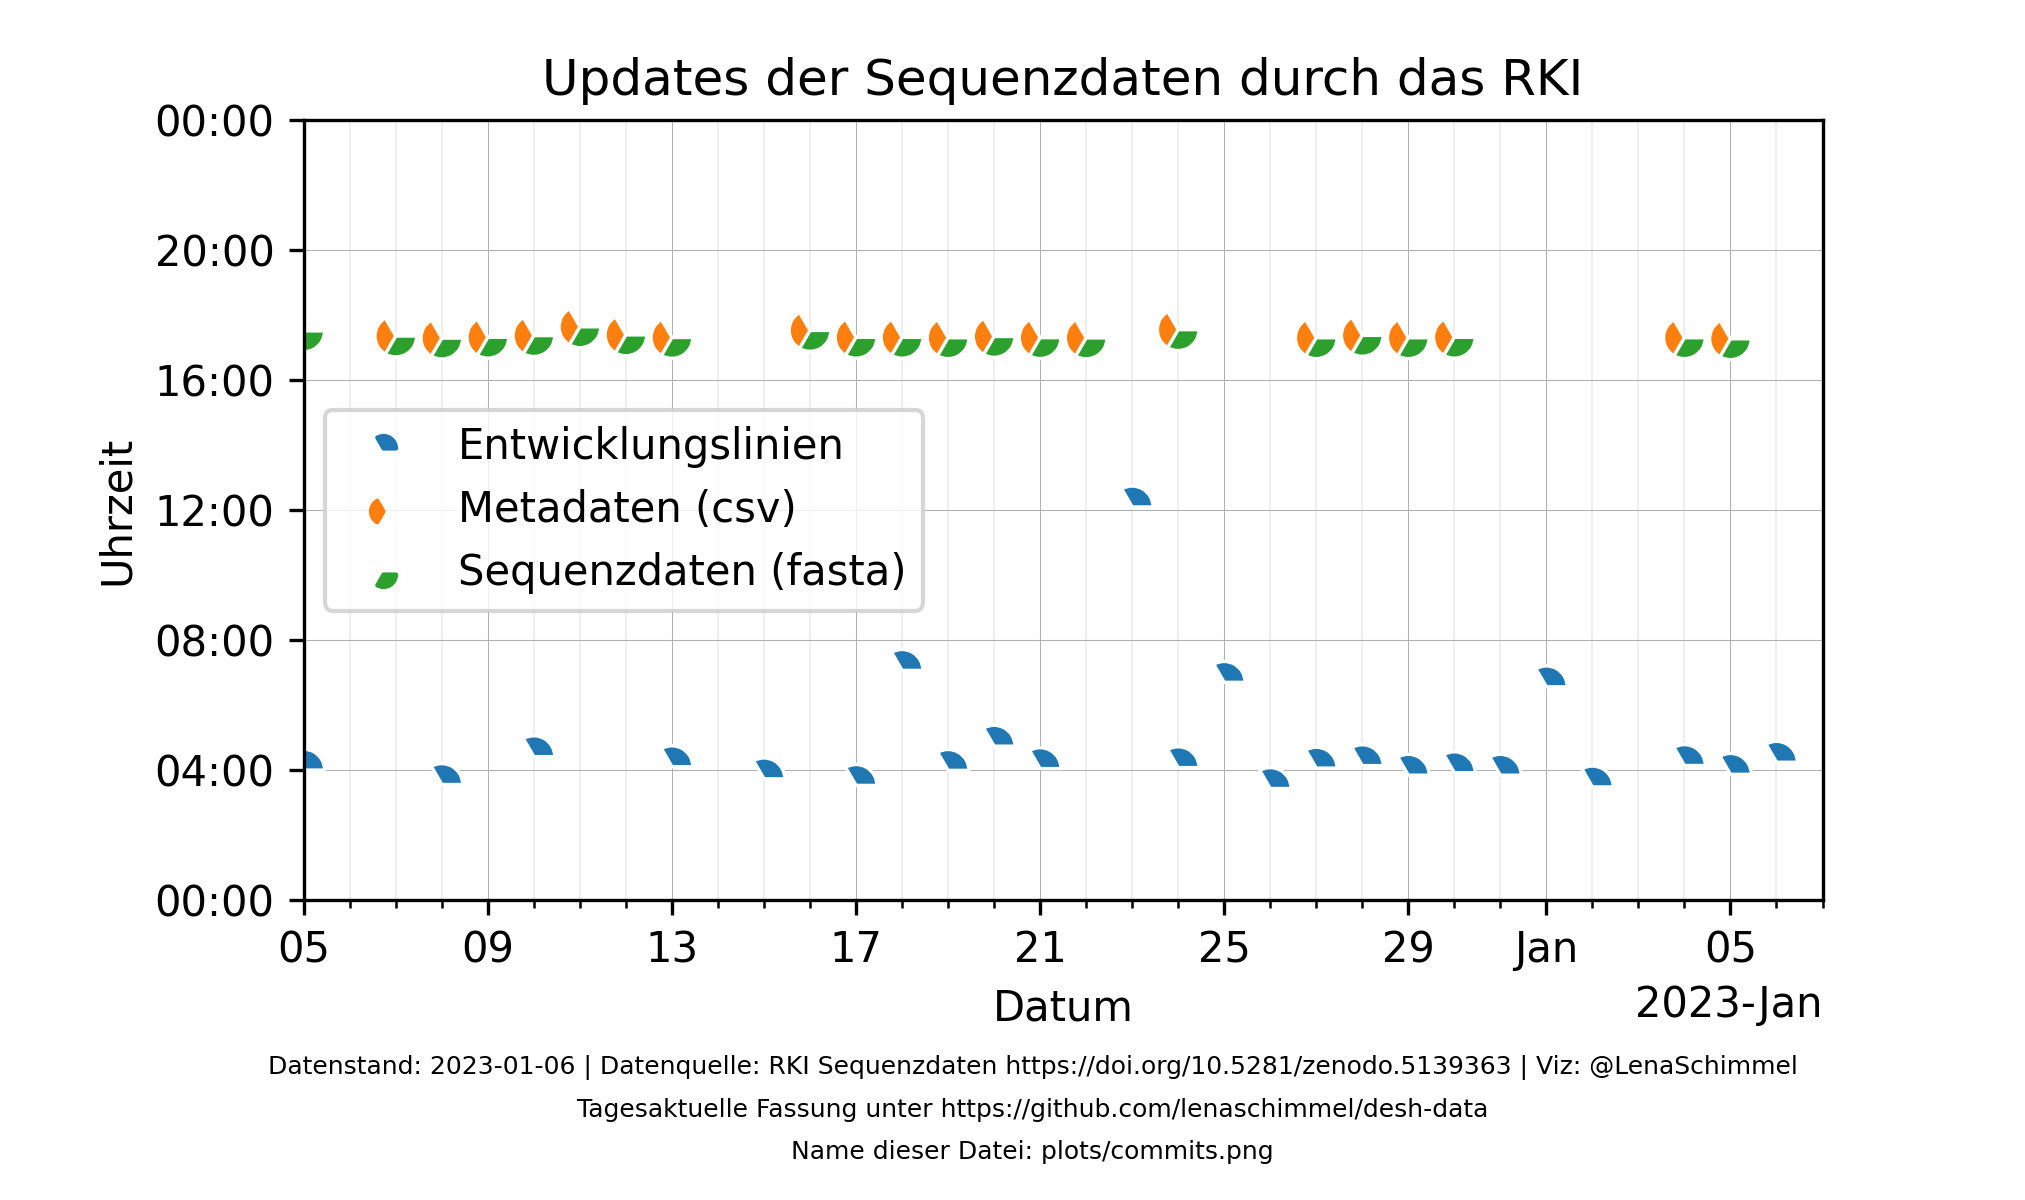 Updates der Sequenzdaten durch das RKI
00:00
20:00
16:00
12:00
08:00
04:00
00:00
Uhrzeit
Entwicklungslinien
Metadaten (csv)
Sequenzdaten (fasta)
05 09 13 17 21 25 29 Jan 05
Datum
2023-Jan
Datenstand: 2023-01-06 | Datenquelle: RKI Sequenzdaten https://doi.org/10.5281/zenodo.5139363 | Viz: @LenaSchimmel
Tagesaktuelle Fassung unter https://github.com/lenaschimmel/desh-data
Name dieser Datei: plots/commits.png